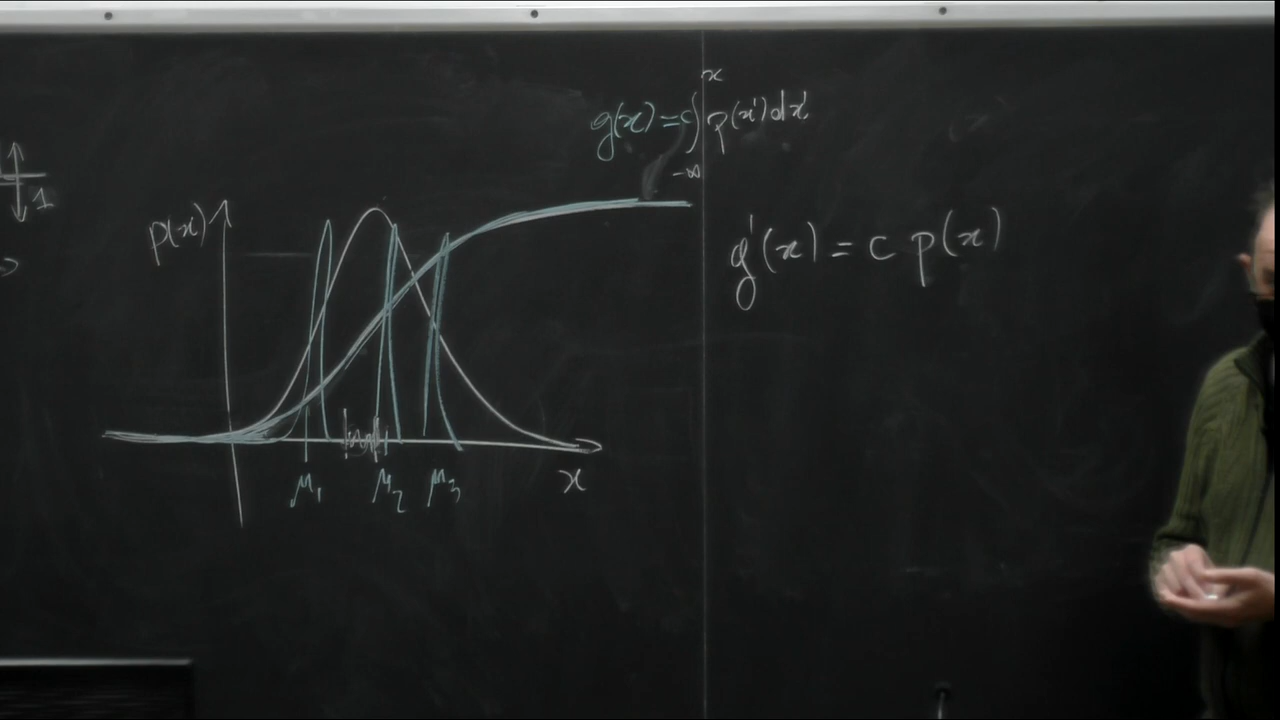 1
g(x) = c∫_{-∞}^{x} p(x')dx'
p(x)
g'(x) = c p(x)
μ₁ μ₂ μ₃ x